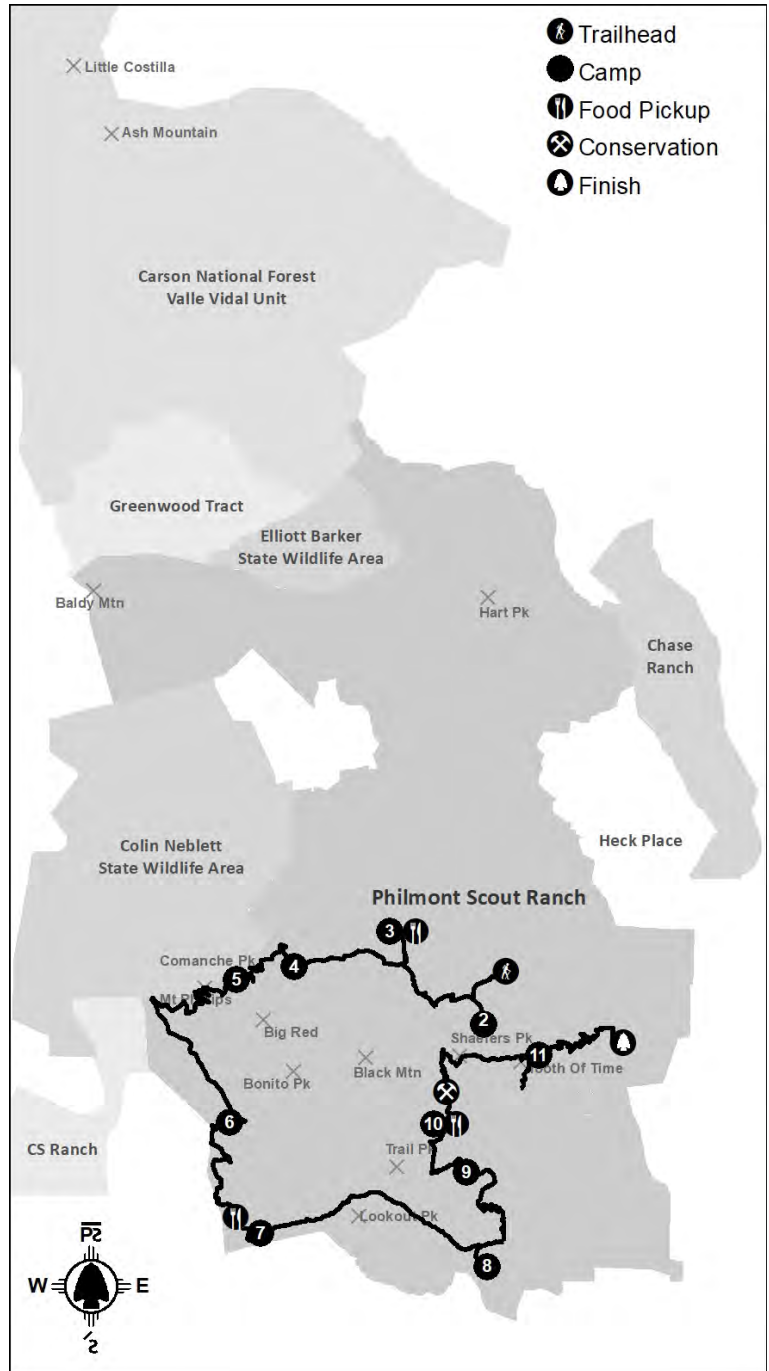 Trailhead
Camp
Food Pickup
Conservation
Finish
Little Costilla
Ash Mountain
Carson National Forest
Valle Vidal Unit
Greenwood Tract
Elliott Barker
State Wildlife Area
Baldy Mtn
Hart Pk
Chase
Ranch
Colin Neblett
State Wildlife Area
Heck Place
Philmont Scout Ranch
3
Comanche Pk
4
5
Mt Phillips
2
Big Red
Shaefers Pk
11
Tooth Of Time
Black Mtn
Bonito Pk
6
10
CS Ranch
Trail Pk
9
Lookout Pk
7
8
W
E